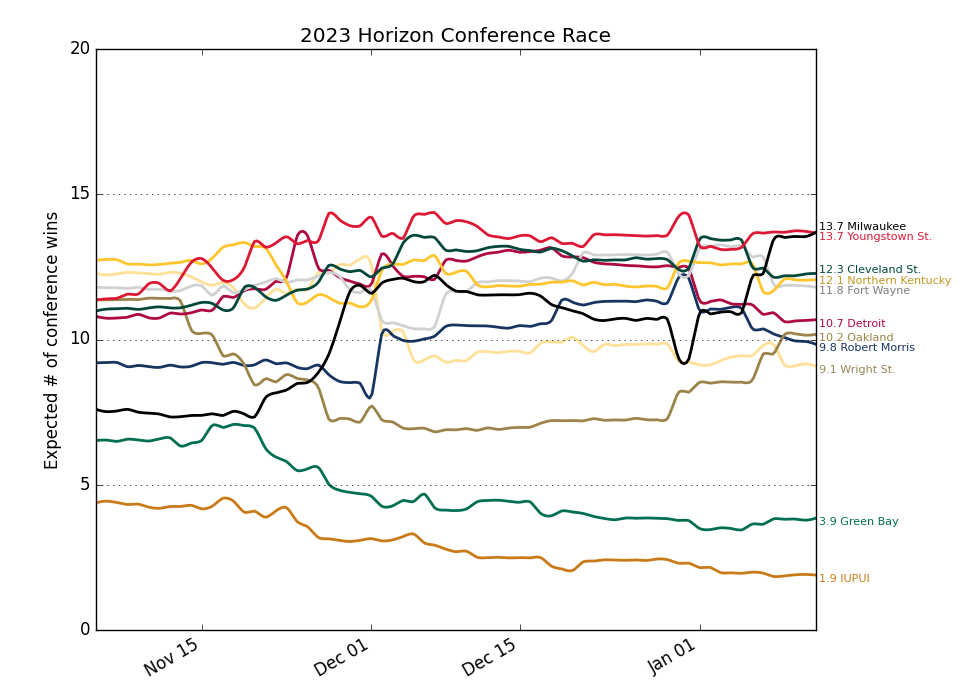 2023 Horizon Conference Race
Expected # of conference wins
20
15
10
5
0
Nov 15
Dec 01
Dec 15
Jan 01
13.7 Milwaukee
13.7 Youngstown St.
12.3 Cleveland St.
12.1 Northern Kentucky
11.8 Fort Wayne
10.7 Detroit
10.2 Oakland
9.8 Robert Morris
9.1 Wright St.
3.9 Green Bay
1.9 IUPUI